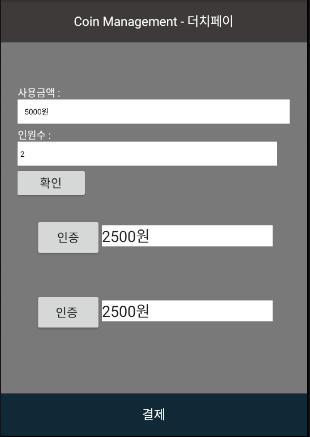 Coin Management - 더치페이
사용금액 :
5000원
인원수 :
2
확인
인증 2500원
인증 2500원
결제